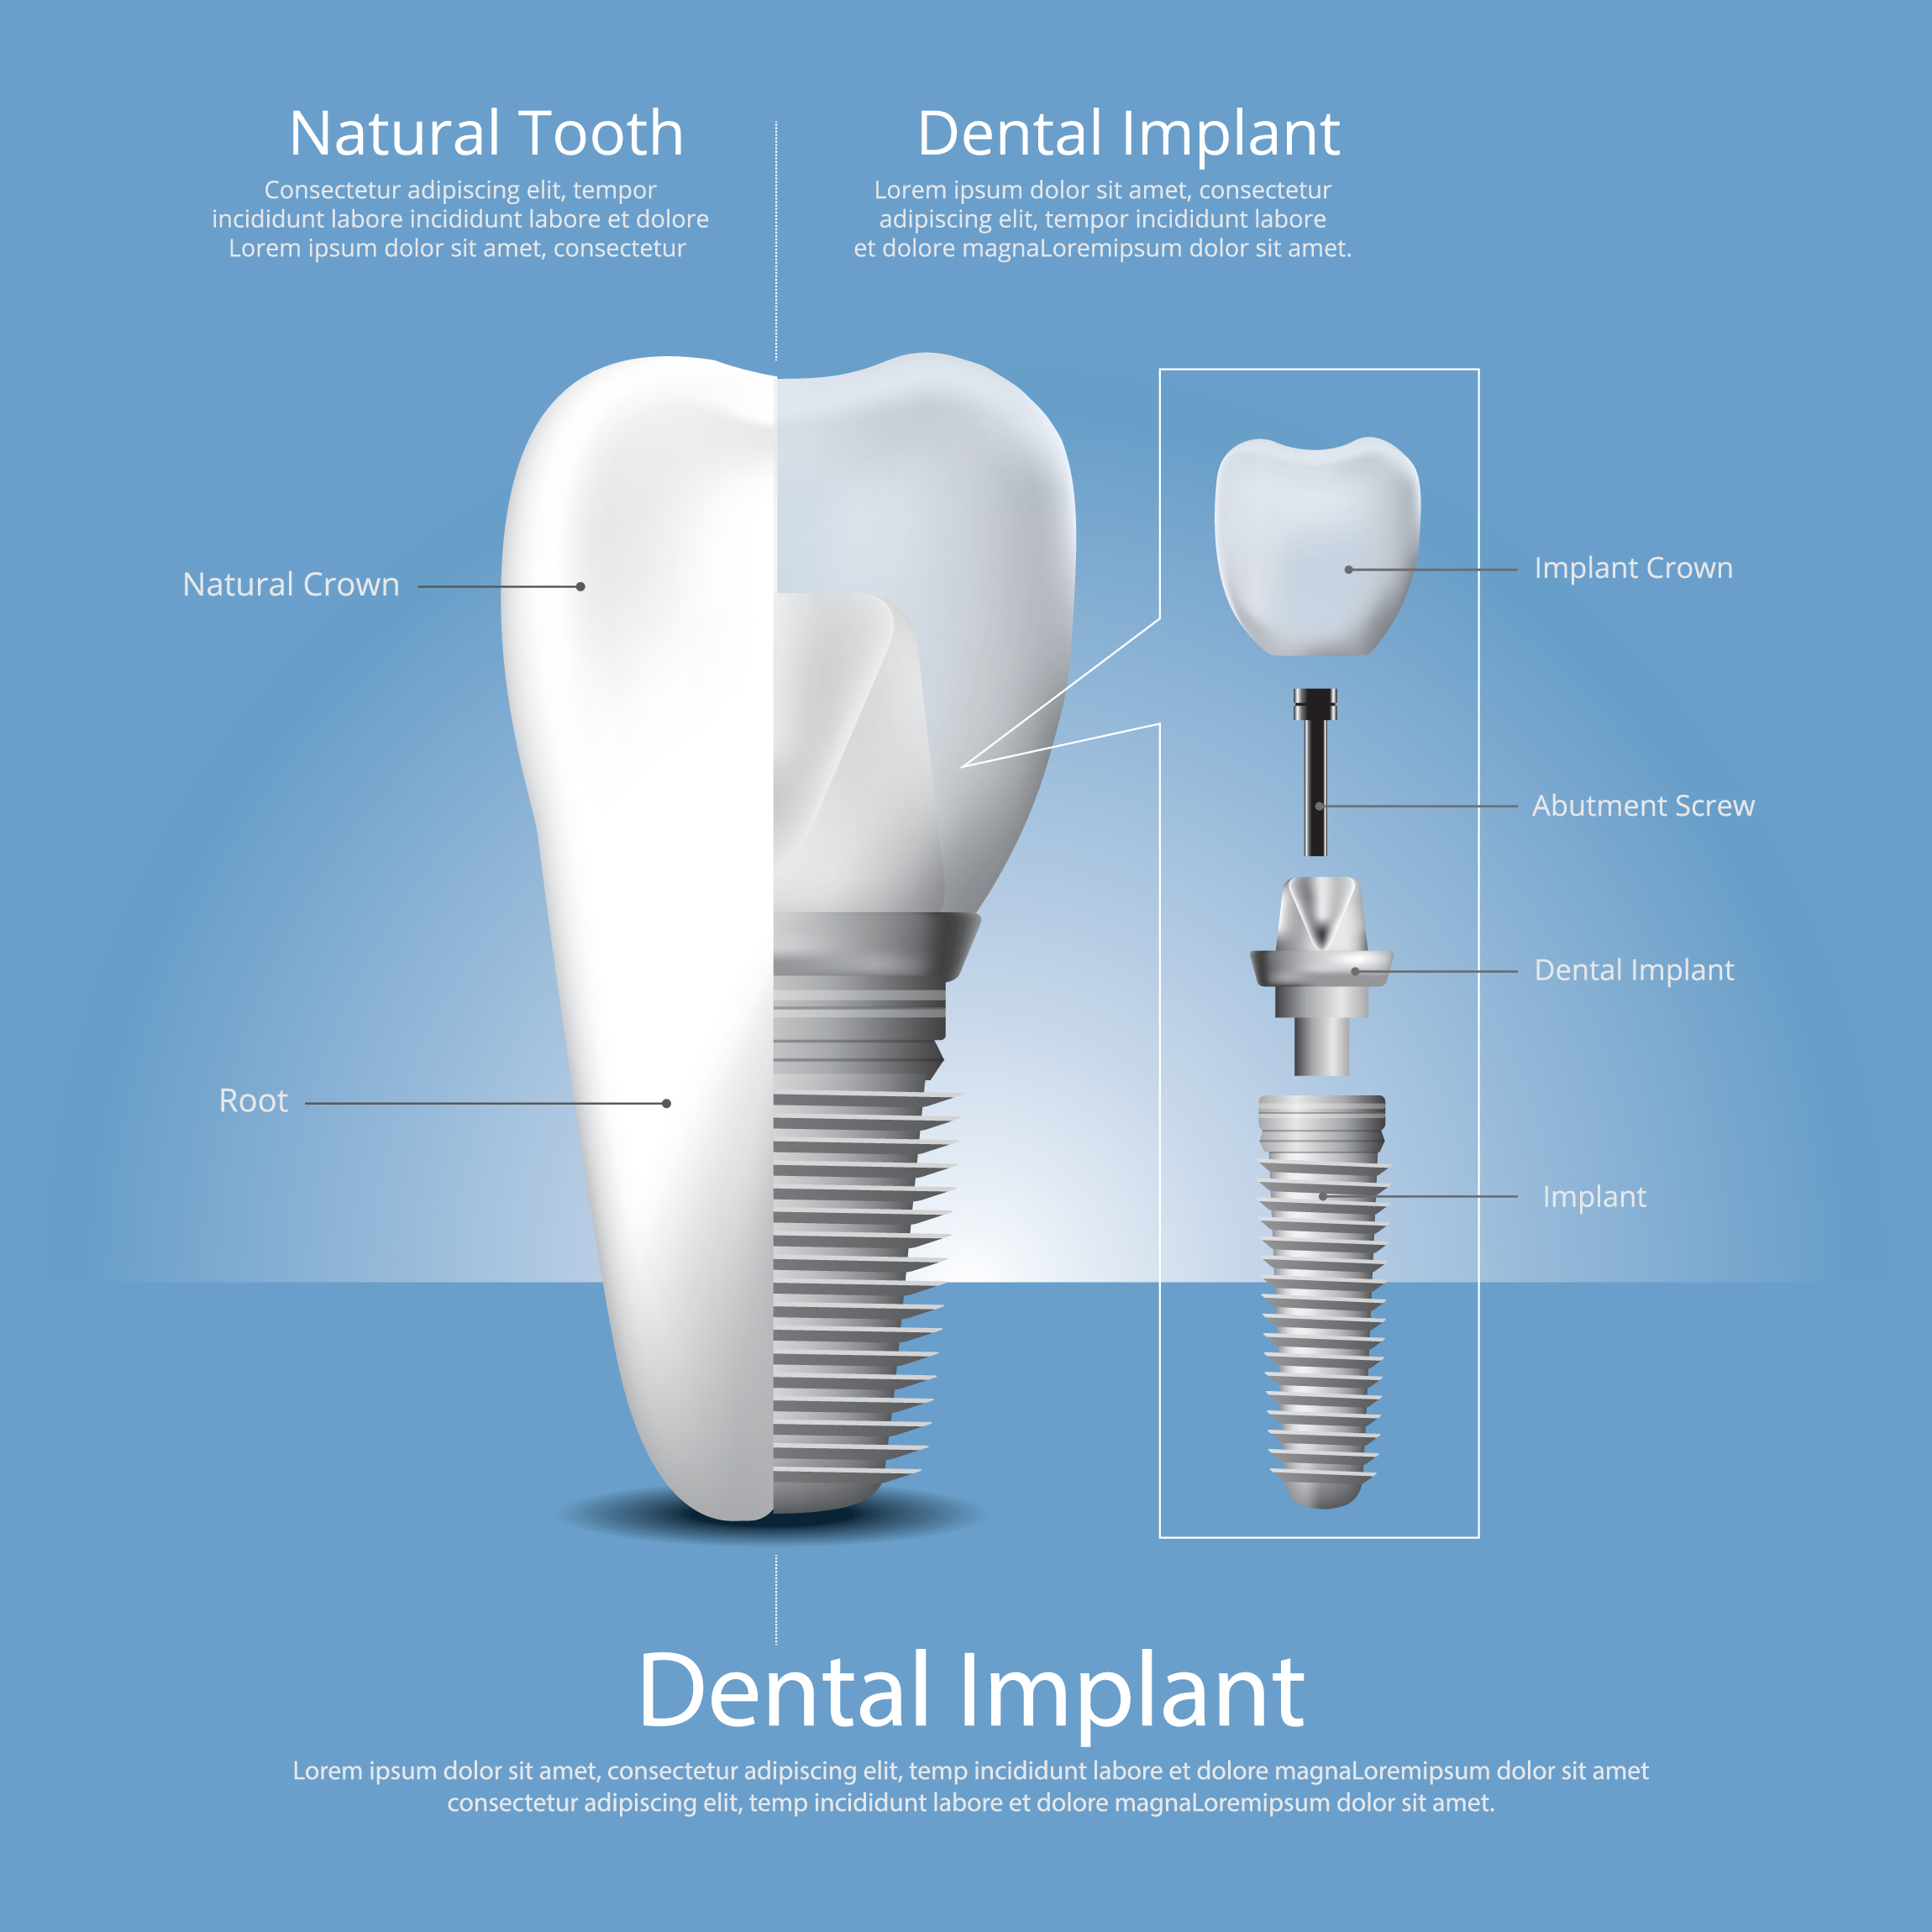 Natural Tooth
Consectetur adipiscing elit, tempor
incididunt labore incididunt labore et dolore
Lorem ipsum dolor sit amet, consectetur
Dental Implant
Lorem ipsum dolor sit amet, consectetur
adipiscing elit, tempor incididunt labore
et dolore magnaLoremipsum dolor sit amet.
Natural Crown
Root
Implant Crown
Abutment Screw
Dental Implant
Implant
Dental Implant
Lorem ipsum dolor sit amet, consectetur adipiscing elit, temp incididunt labore et dolore magnaLoremipsum dolor sit amet
consectetur adipiscing elit, temp incididunt labore et dolore magnaLoremipsum dolor sit amet.